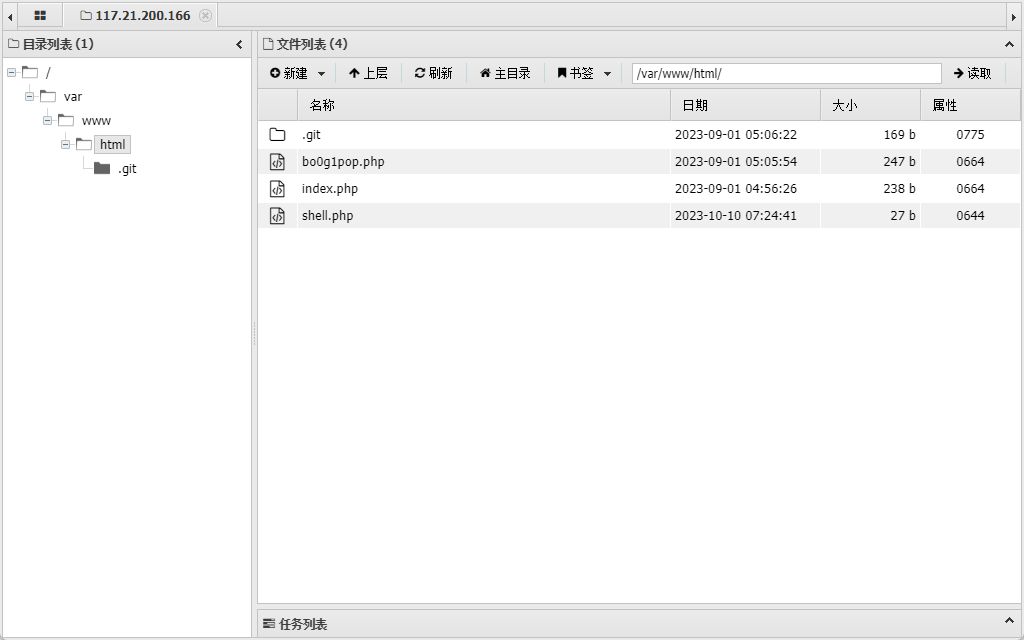 117.21.200.166
目录列表 (1)
文件列表 (4)
新建 上层 刷新 主目录 书签 /var/www/html/ 读取
/
var
www
html
.git
名称 日期 大小 属性
.git 2023-09-01 05:06:22 169 b 0775
bo0g1pop.php 2023-09-01 05:05:54 247 b 0664
index.php 2023-09-01 04:56:26 238 b 0664
shell.php 2023-10-10 07:24:41 27 b 0644
任务列表